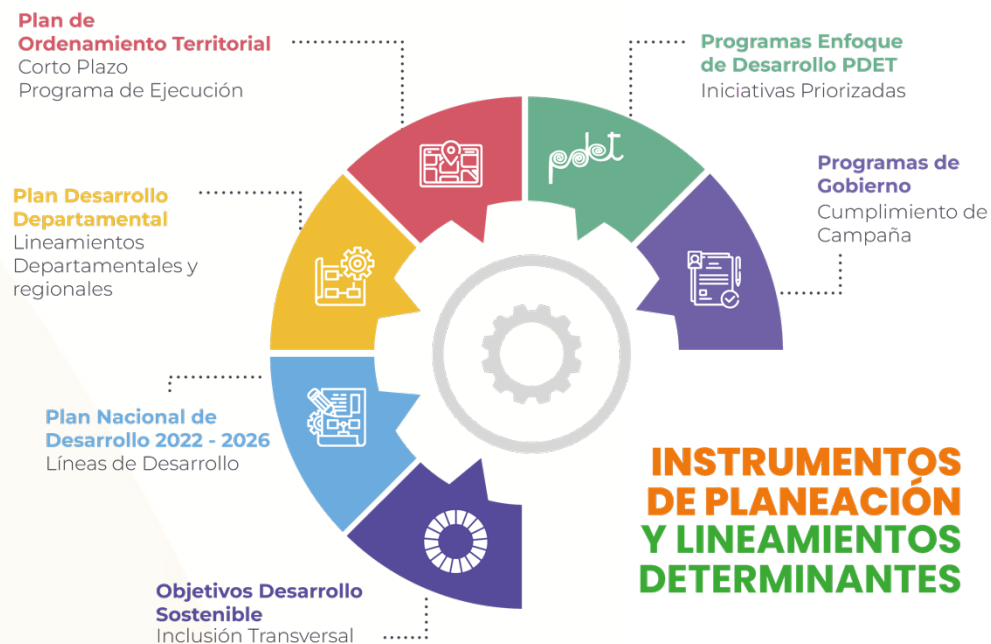 Plan de
Ordenamiento Territorial
Corto Plazo
Programa de Ejecución
Programas Enfoque
de Desarrollo PDET
Iniciativas Priorizadas
pdet
Programas de
Gobierno
Cumplimiento de
Campaña
Plan Desarrollo
Departamental
Lineamientos
Departamentales y
regionales
Plan Nacional de
Desarrollo 2022 - 2026
Líneas de Desarrollo
Objetivos Desarrollo
Sostenible
Inclusión Transversal
INSTRUMENTOS
DE PLANEACIÓN
Y LINEAMIENTOS
DETERMINANTES